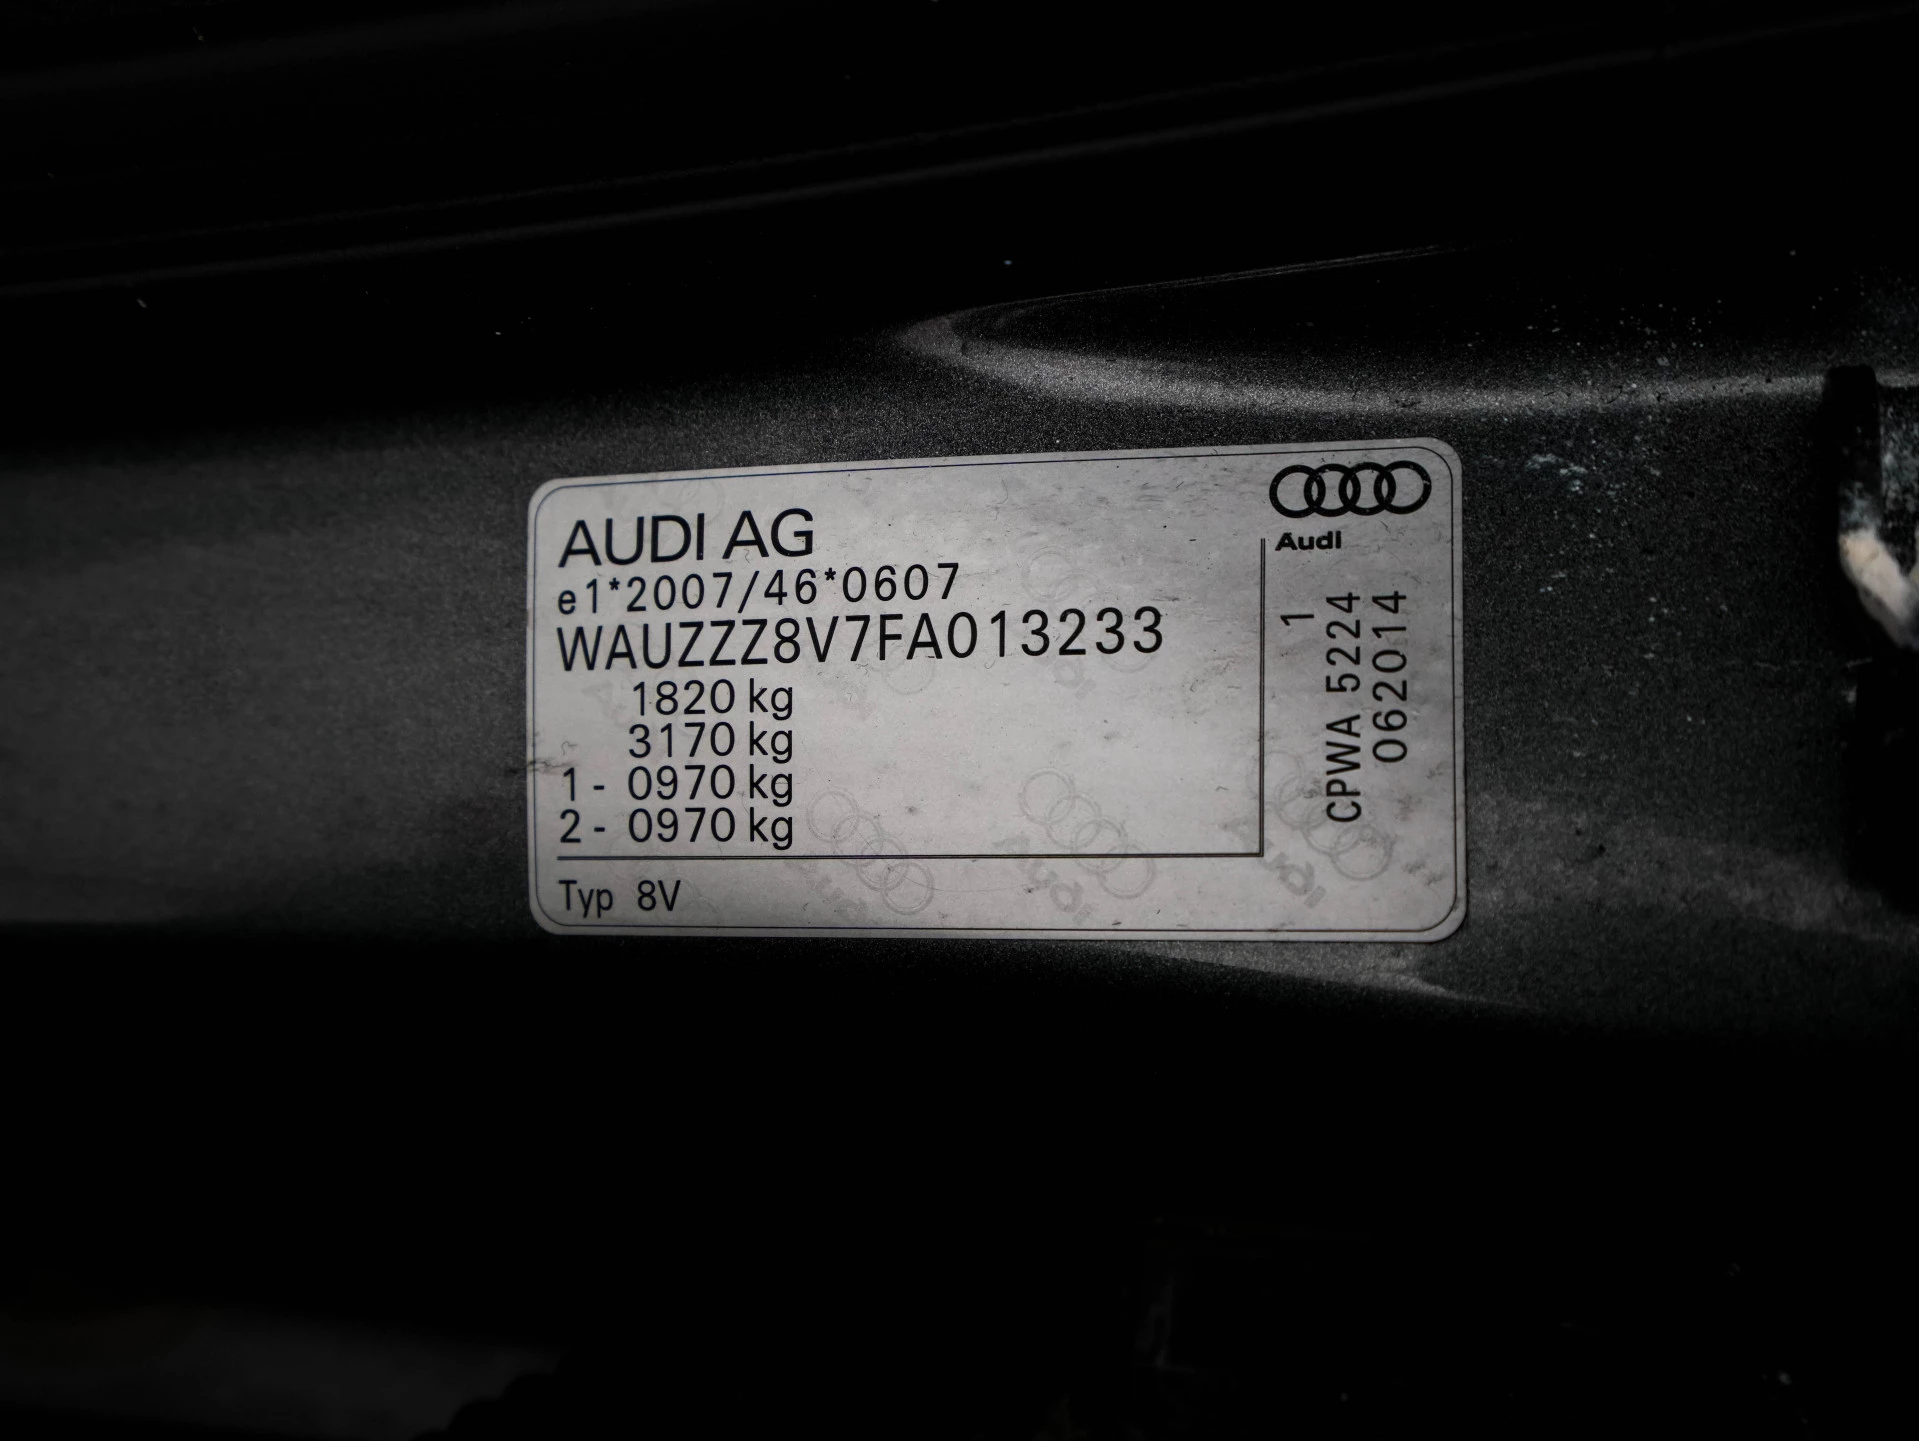 AUDI AG
e1*2007/46*0607
WAUZZZ8V7FA013233
1820 kg
3170 kg
1- 0970 kg
2- 0970 kg
Typ 8V
Audi
1
CPWA 5224
062014